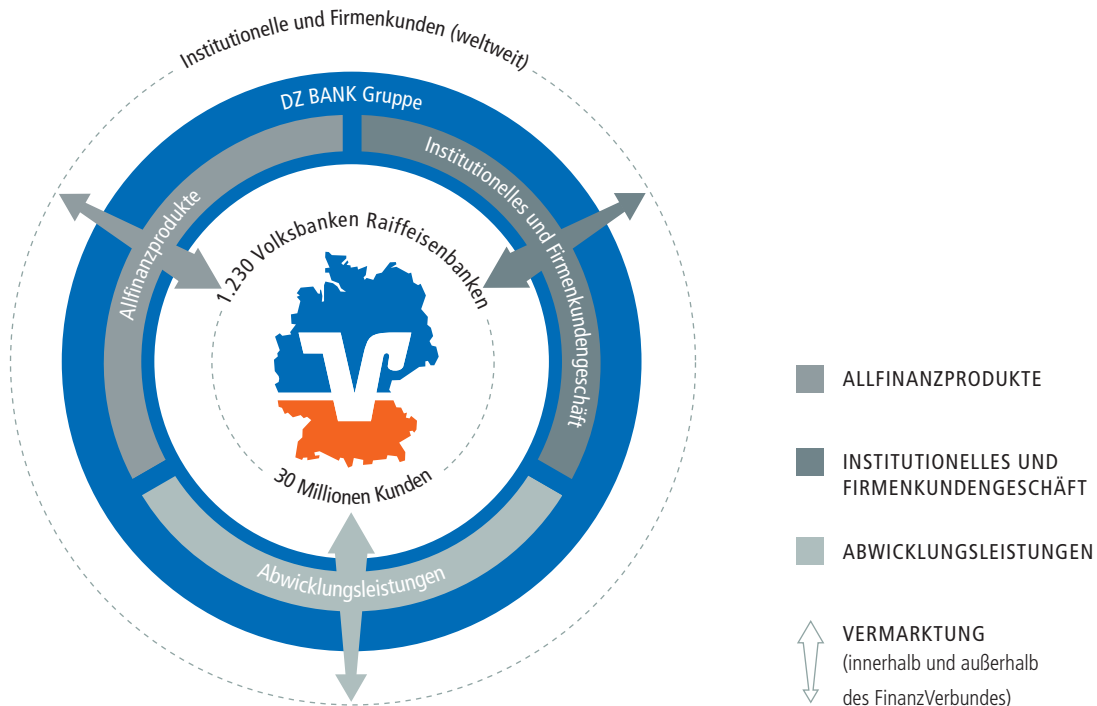 Institutionelle und Firmenkunden (weltweit)
DZ BANK Gruppe
Allfinanzprodukte
Institutionelles und Firmenkundengeschäft
1.230 Volksbanken Raiffeisenbanken
30 Millionen Kunden
Abwicklungsleistungen
ALLFINANZPRODUKTE
INSTITUTIONELLES UND
FIRMENKUNDENGESCHÄFT
ABWICKLUNGSLEISTUNGEN
VERMARKTUNG
(innerhalb und außerhalb
des FinanzVerbundes)